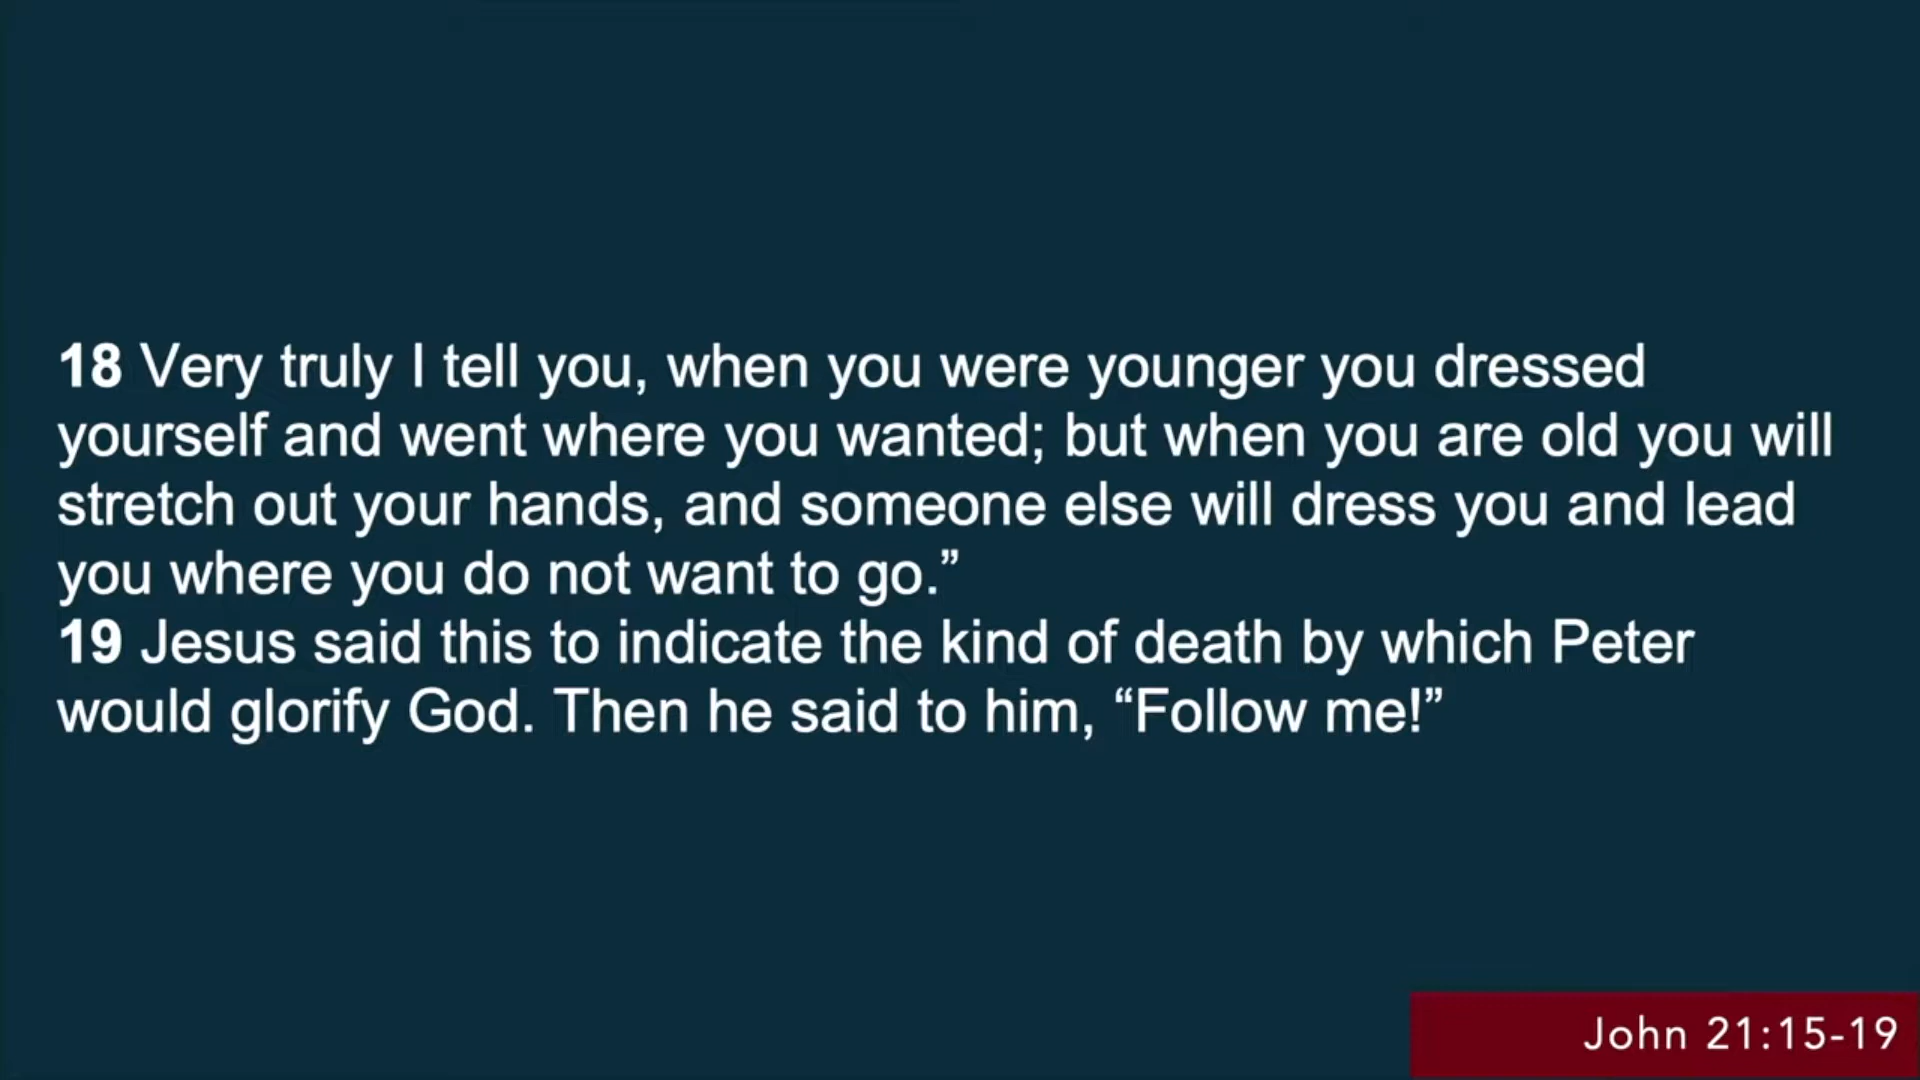 18 Very truly I tell you, when you were younger you dressed
yourself and went where you wanted; but when you are old you will
stretch out your hands, and someone else will dress you and lead
you where you do not want to go.”
19 Jesus said this to indicate the kind of death by which Peter
would glorify God. Then he said to him, “Follow me!”
John 21:15-19